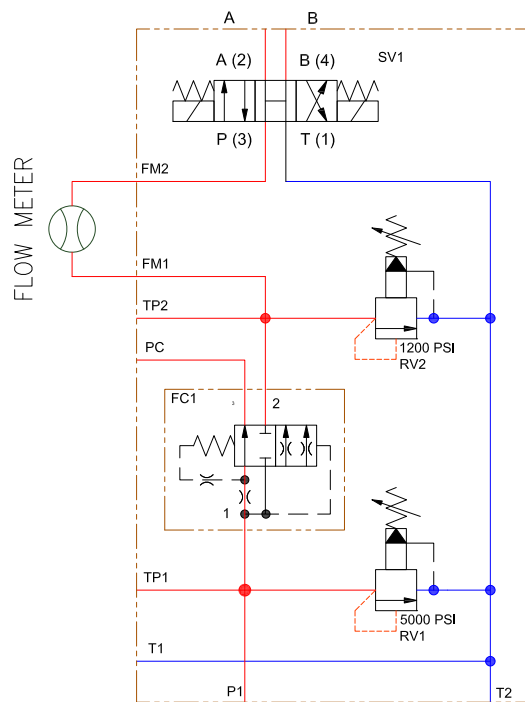 A B
A (2) B (4) SV1
P (3) T (1)
FM2
FLOW METER
FM1
TP2
1200 PSI
RV2
PC
FC1 3 2
1
TP1
5000 PSI
RV1
T1
P1 T2